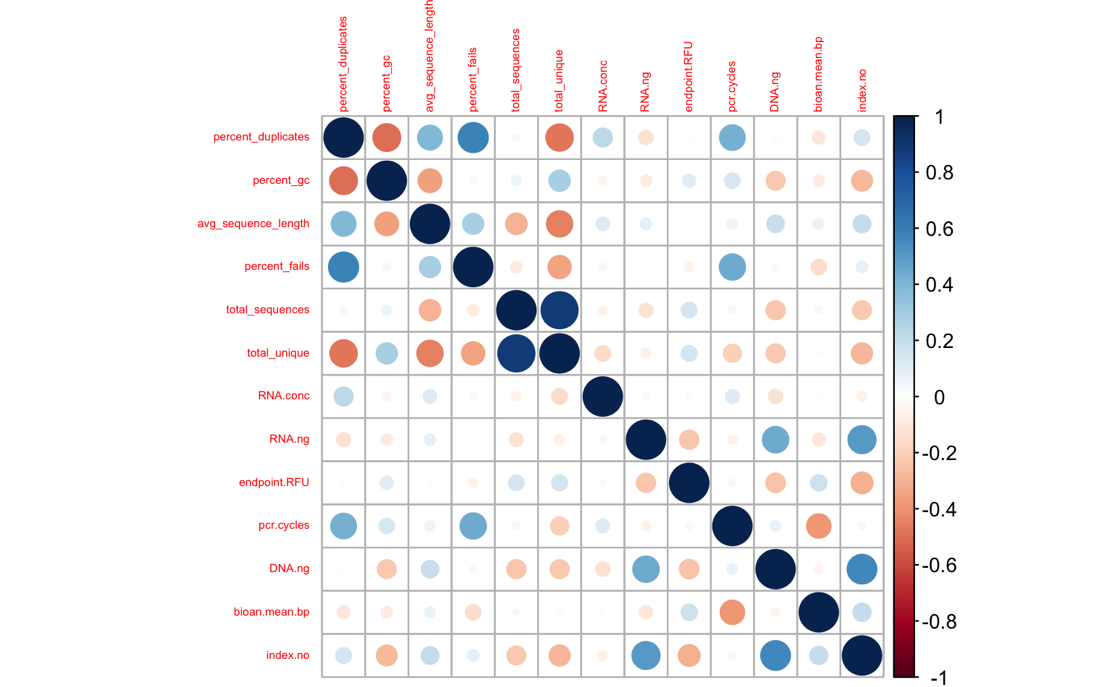 percent_duplicates
percent_gc
avg_sequence_length
percent_fails
total_sequences
total_unique
RNA.conc
RNA.ng
endpoint.RFU
pcr.cycles
DNA.ng
bioan.mean.bp
index.no
percent_duplicates
percent_gc
avg_sequence_length
percent_fails
total_sequences
total_unique
RNA.conc
RNA.ng
endpoint.RFU
pcr.cycles
DNA.ng
bioan.mean.bp
index.no
1
0.8
0.6
0.4
0.2
0
-0.2
-0.4
-0.6
-0.8
-1